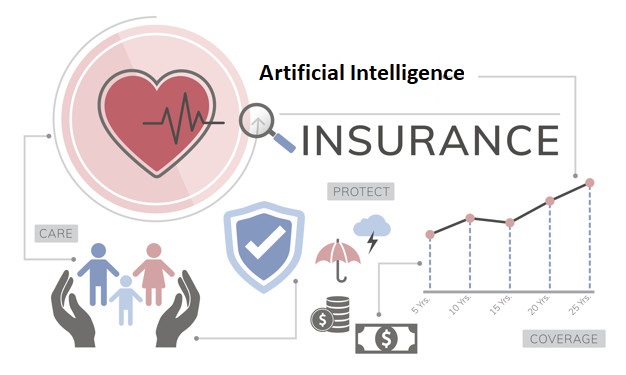 Artificial Intelligence
INSURANCE
PROTECT
CARE
$
$
5 Yrs.
10 Yrs.
15 Yrs.
20 Yrs.
25 Yrs.
COVERAGE